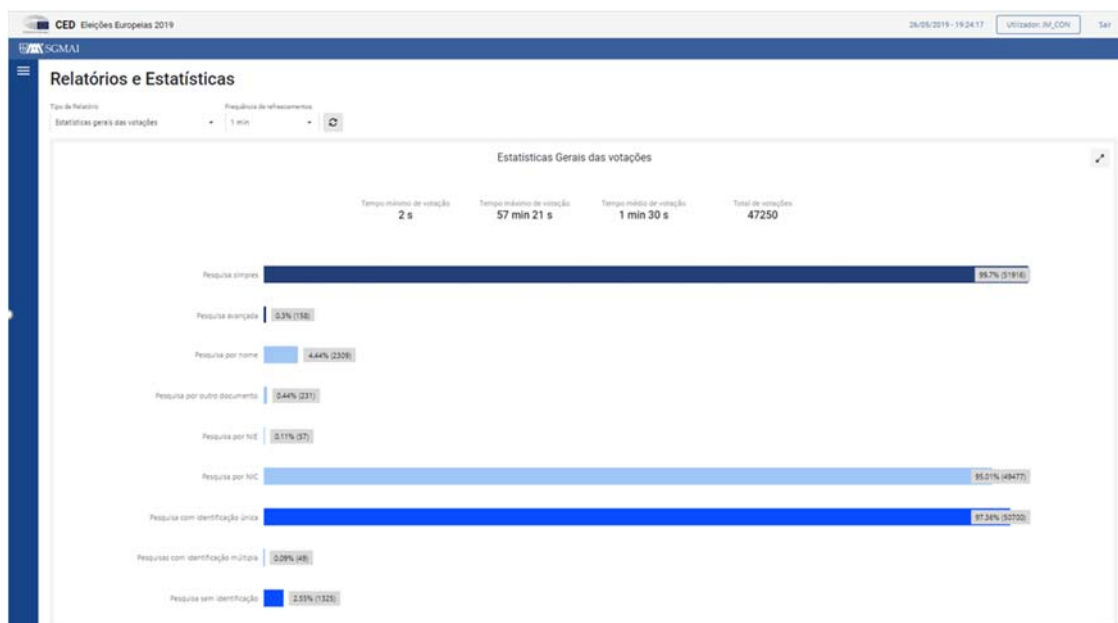 CED Eleições Europeias 2019
26/05/2019 - 19:24:17
Utilizador: JM_CON
Sair
SGMAI
Relatórios e Estatísticas
Tipo de Relatório
Frequência de refrescamentos
Estatísticas gerais das votações
1 min
Estatísticas Gerais das votações
Tempo mínimo de votação
Tempo máximo de votação
Tempo médio de votação
Total de votações
2 s
57 min 21 s
1 min 30 s
47250
Pesquisa simples
99.7% (51916)
Pesquisa avançada
0.3% (158)
Pesquisa por nome
4.44% (2309)
Pesquisa por outro documento
0.44% (231)
Pesquisa por NIE
0.11% (57)
Pesquisa por NIC
95.01% (49477)
Pesquisa com identificação única
97.36% (50700)
Pesquisas com identificação múltipla
0.09% (49)
Pesquisa sem identificação
2.55% (1325)